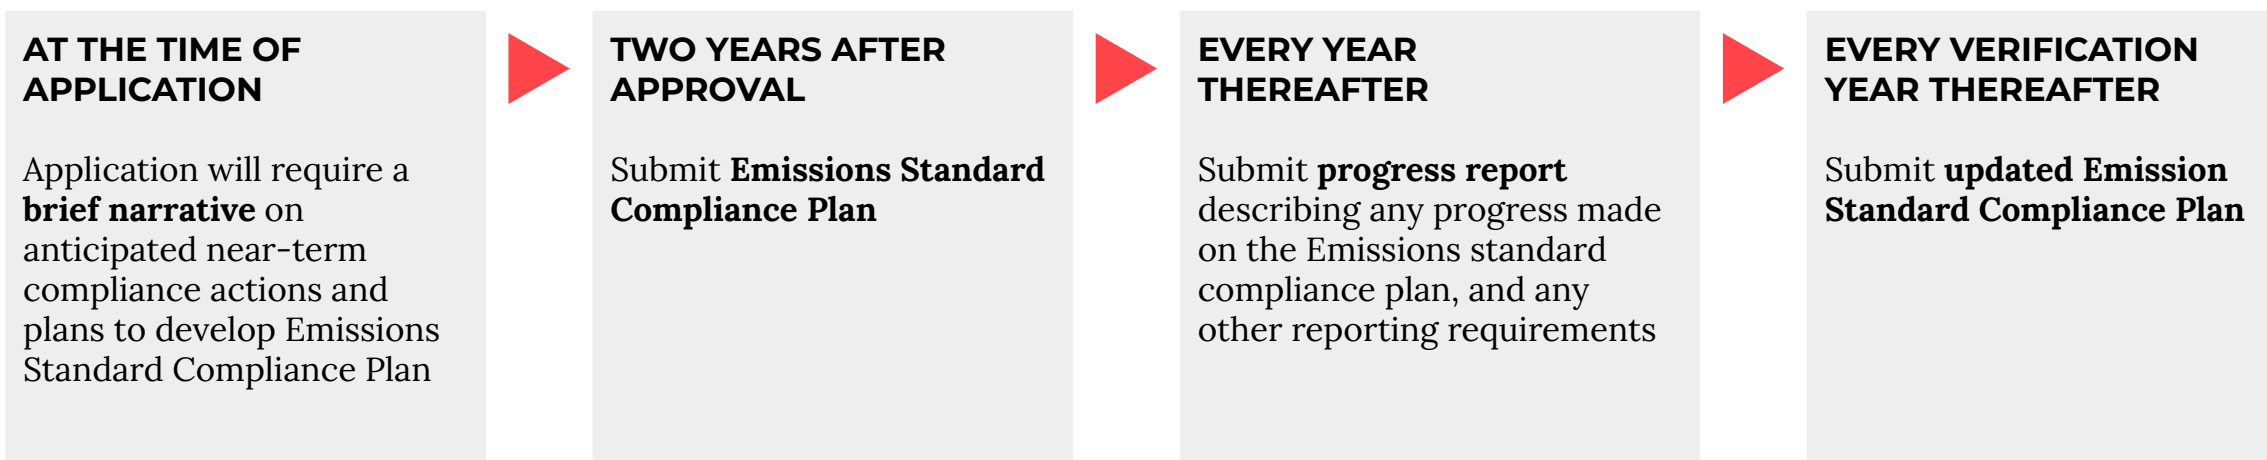 AT THE TIME OF
APPLICATION
Application will require a
brief narrative on
anticipated near-term
compliance actions and
plans to develop Emissions
Standard Compliance Plan
TWO YEARS AFTER
APPROVAL
Submit Emissions Standard
Compliance Plan
EVERY YEAR
THEREAFTER
Submit progress report
describing any progress made
on the Emissions standard
compliance plan, and any
other reporting requirements
EVERY VERIFICATION
YEAR THEREAFTER
Submit updated Emission
Standard Compliance Plan